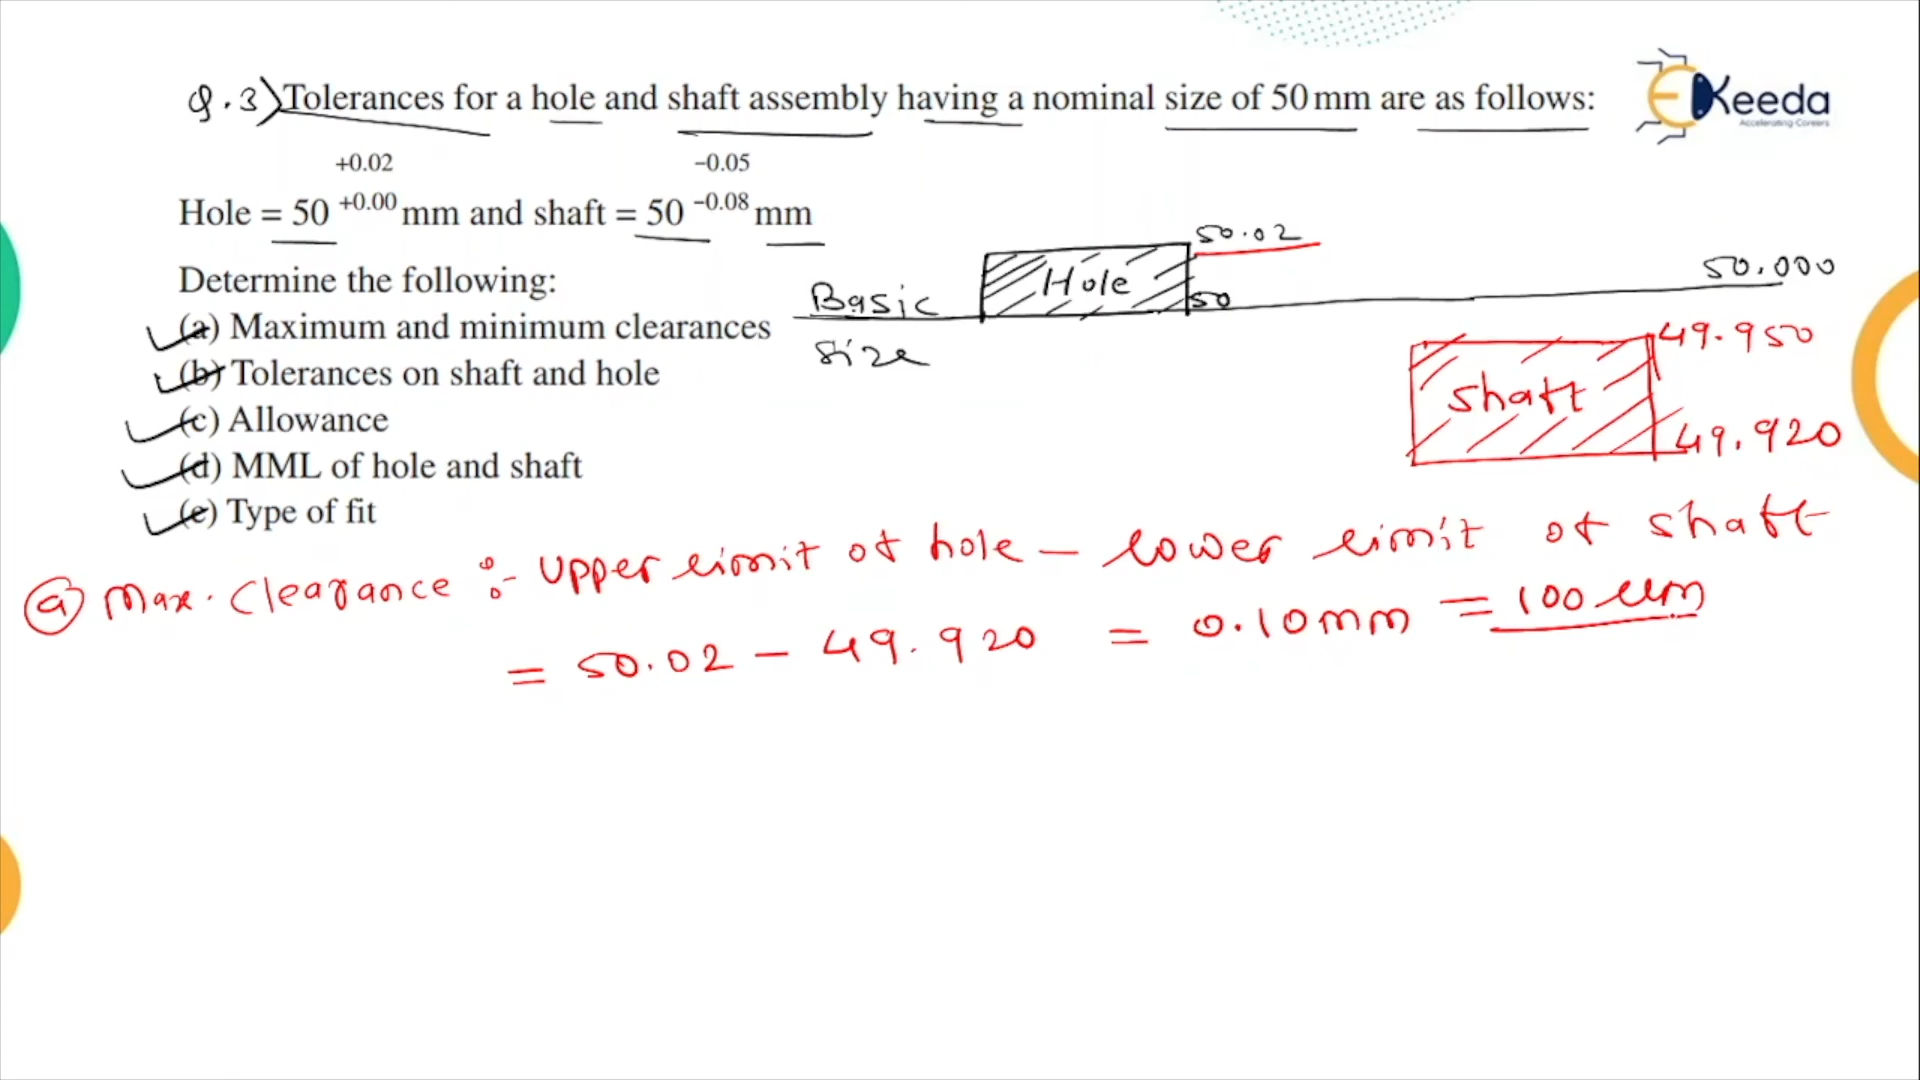 Q.3) Tolerances for a hole and shaft assembly having a nominal size of 50 mm are as follows:
EKeeda
Accelerating Careers
+0.02 -0.05
Hole = 50 +0.00 mm and shaft = 50 -0.08 mm
Determine the following:
(a) Maximum and minimum clearances
(b) Tolerances on shaft and hole
(c) Allowance
(d) MML of hole and shaft
(e) Type of fit
50.02
Hole
50
50.000
Basic
Size
49.950
Shaft
49.920
(a) Max. Clearance :- Upper limit of hole - lower limit of shaft
= 50.02 - 49.920 = 0.10mm = 100 um